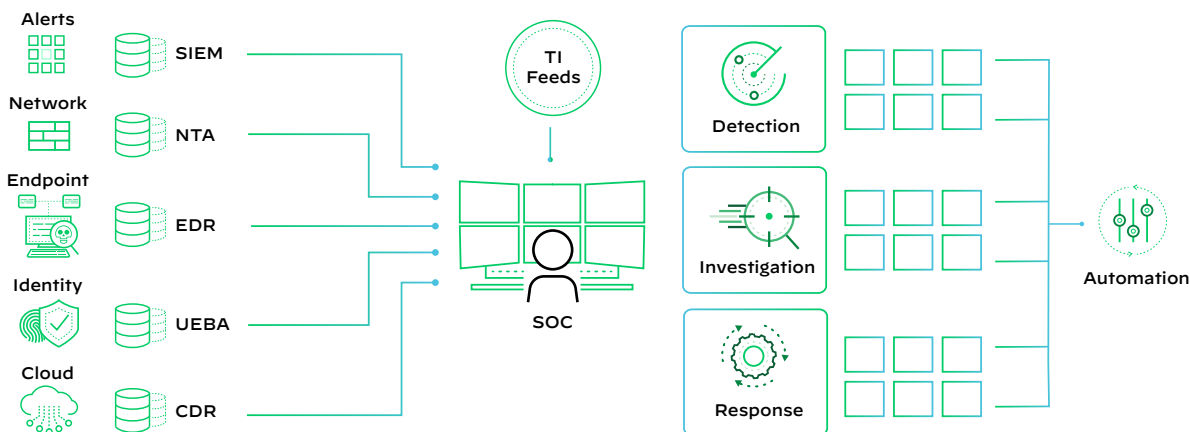 Alerts
SIEM
Network
NTA
Endpoint
EDR
Identity
UEBA
Cloud
CDR
TI
Feeds
SOC
Detection
Investigation
Response
Automation